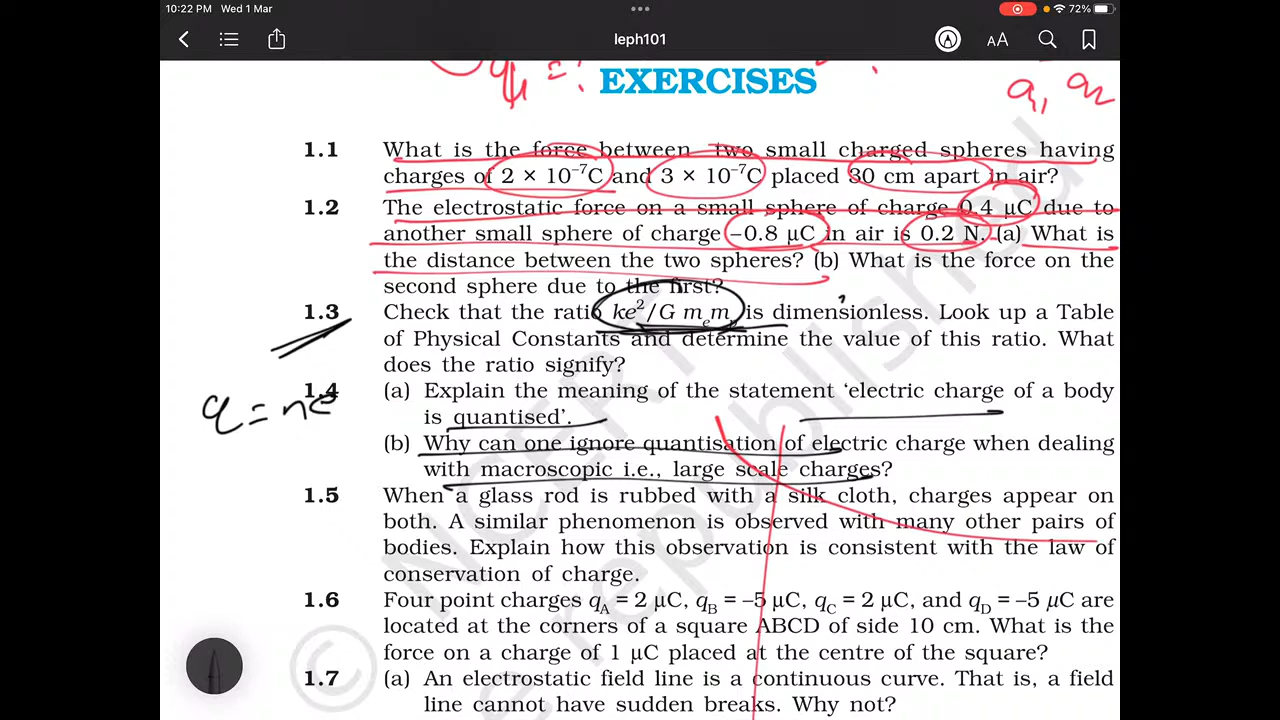 10:22 PM Wed 1 Mar
72%
leph101
AA
q = ?
EXERCISES
q₁ q₂
1.1 What is the force between two small charged spheres having
charges of 2 × 10⁻⁷C and 3 × 10⁻⁷C placed 30 cm apart in air?
1.2 The electrostatic force on a small sphere of charge 0.4 μC due to
another small sphere of charge –0.8 μC in air is 0.2 N. (a) What is
the distance between the two spheres? (b) What is the force on the
second sphere due to the first?
1.3 Check that the ratio ke²/G mₑmₚ is dimensionless. Look up a Table
of Physical Constants and determine the value of this ratio. What
does the ratio signify?
1.4 (a) Explain the meaning of the statement ‘electric charge of a body
is quantised’.
q = ne
(b) Why can one ignore quantisation of electric charge when dealing
with macroscopic i.e., large scale charges?
1.5 When a glass rod is rubbed with a silk cloth, charges appear on
both. A similar phenomenon is observed with many other pairs of
bodies. Explain how this observation is consistent with the law of
conservation of charge.
1.6 Four point charges q_A = 2 μC, q_B = –5 μC, q_C = 2 μC, and q_D = –5 μC are
located at the corners of a square ABCD of side 10 cm. What is the
force on a charge of 1 μC placed at the centre of the square?
1.7 (a) An electrostatic field line is a continuous curve. That is, a field
line cannot have sudden breaks. Why not?
© NCERT
republished